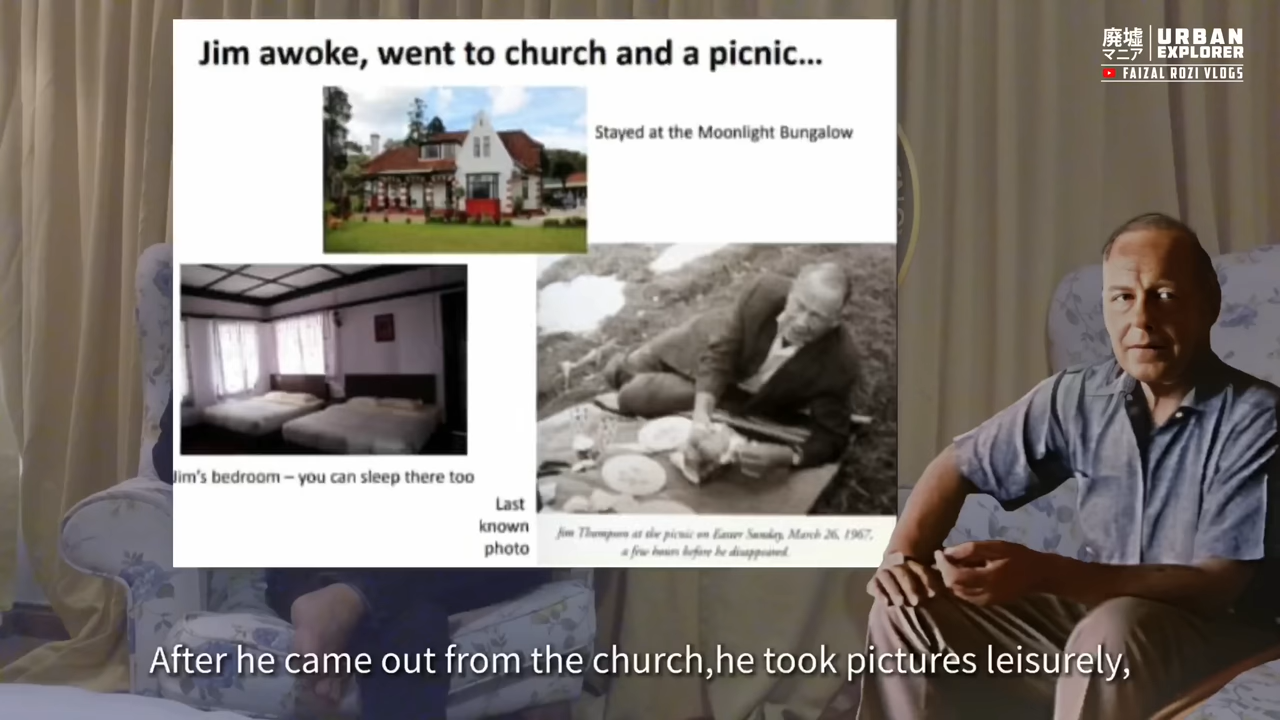 Jim awoke, went to church and a picnic...
廃墟
マニア
URBAN
EXPLORER
FAIZAL ROZI VLOGS
Stayed at the Moonlight Bungalow
Jim's bedroom – you can sleep there too
Last
known
photo
Jim Thompson at the picnic on Easter Sunday, March 26, 1967,
a few hours before he disappeared.
After he came out from the church,he took pictures leisurely,